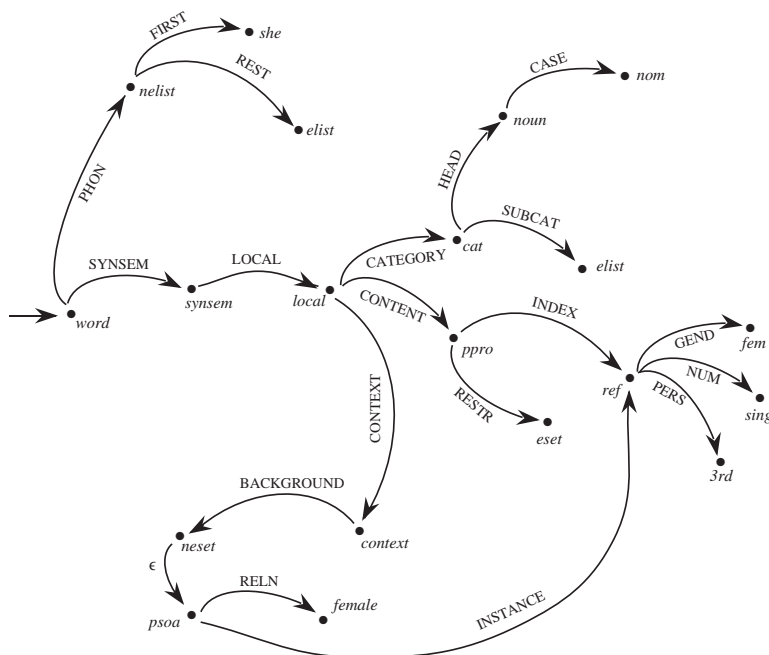 FIRST
she
REST
nelist
elist
PHON
CASE
nom
noun
HEAD
SUBCAT
cat
elist
SYNSEM
LOCAL
CATEGORY
synsem
local
CONTENT
word
INDEX
ppro
GEND
fem
RESTR
ref
NUM
PERS
sing
eset
3rd
CONTEXT
BACKGROUND
neset
context
ϵ
RELN
female
psoa
INSTANCE